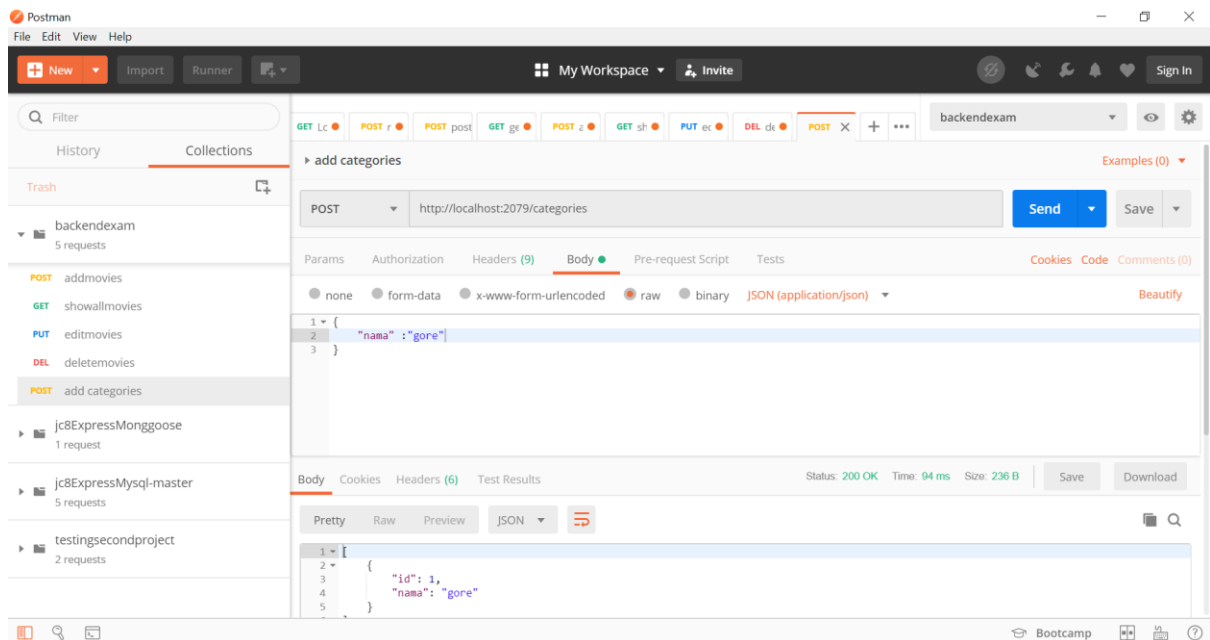 Postman
File Edit View Help
New Import Runner My Workspace Invite Sign In
Filter
History Collections
Trash
backendexam
5 requests
POST addmovies
GET showallmovies
PUT editmovies
DEL deletemovies
POST add categories
jc8ExpressMonggoose
1 request
jc8ExpressMysql-master
5 requests
testingsecondproject
2 requests
GET POST r POST post GET ge POST a GET sh PUT ec DEL de POST
backendexam
add categories
Examples (0)
POST http://localhost:2079/categories Send Save
Params Authorization Headers (9) Body Pre-request Script Tests Cookies Code Comments (0)
none form-data x-www-form-urlencoded raw binary JSON (application/json) Beautify
1 {
2 "nama" :"gore"
3 }
Body Cookies Headers (6) Test Results Status: 200 OK Time: 94 ms Size: 236 B Save Download
Pretty Raw Preview JSON
1 [
2 {
3 "id": 1,
4 "nama": "gore"
5 }
Bootcamp